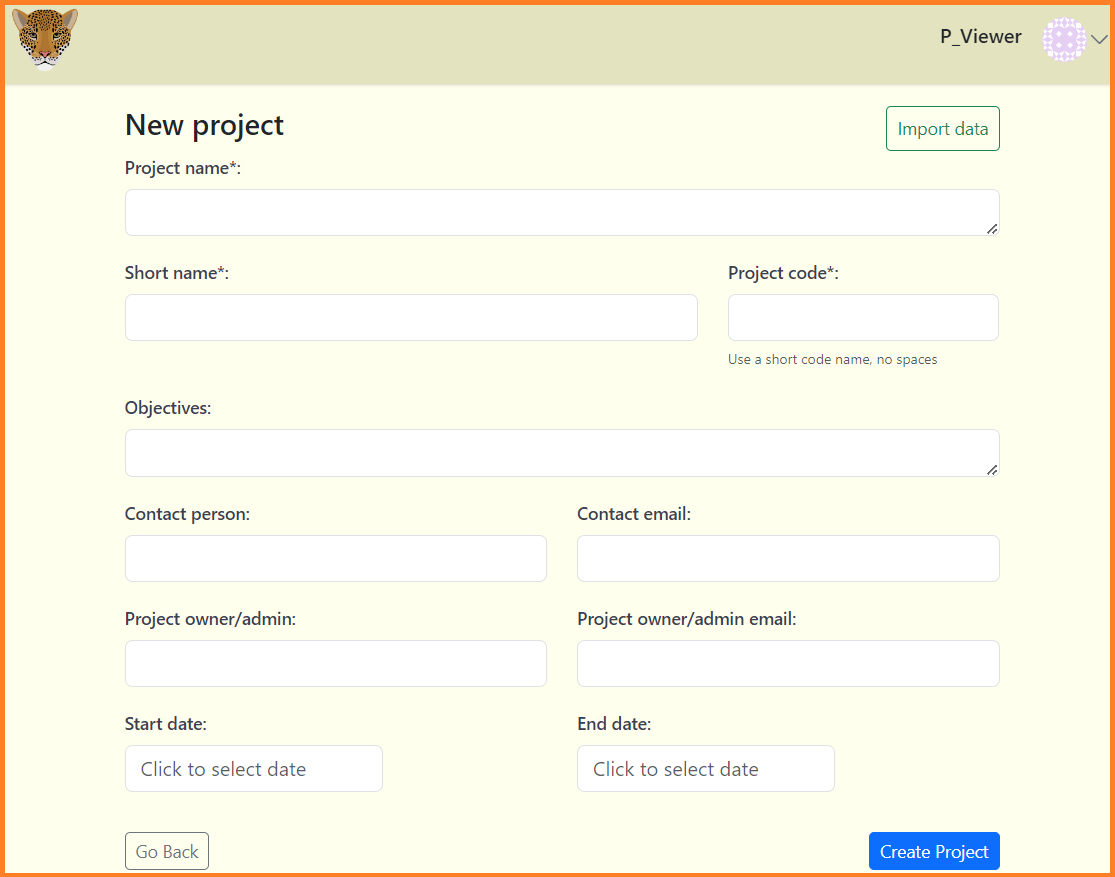 P_Viewer
New project
Import data
Project name*:
Short name*:
Project code*:
Use a short code name, no spaces
Objectives:
Contact person:
Contact email:
Project owner/admin:
Project owner/admin email:
Start date:
End date:
Click to select date
Click to select date
Go Back
Create Project